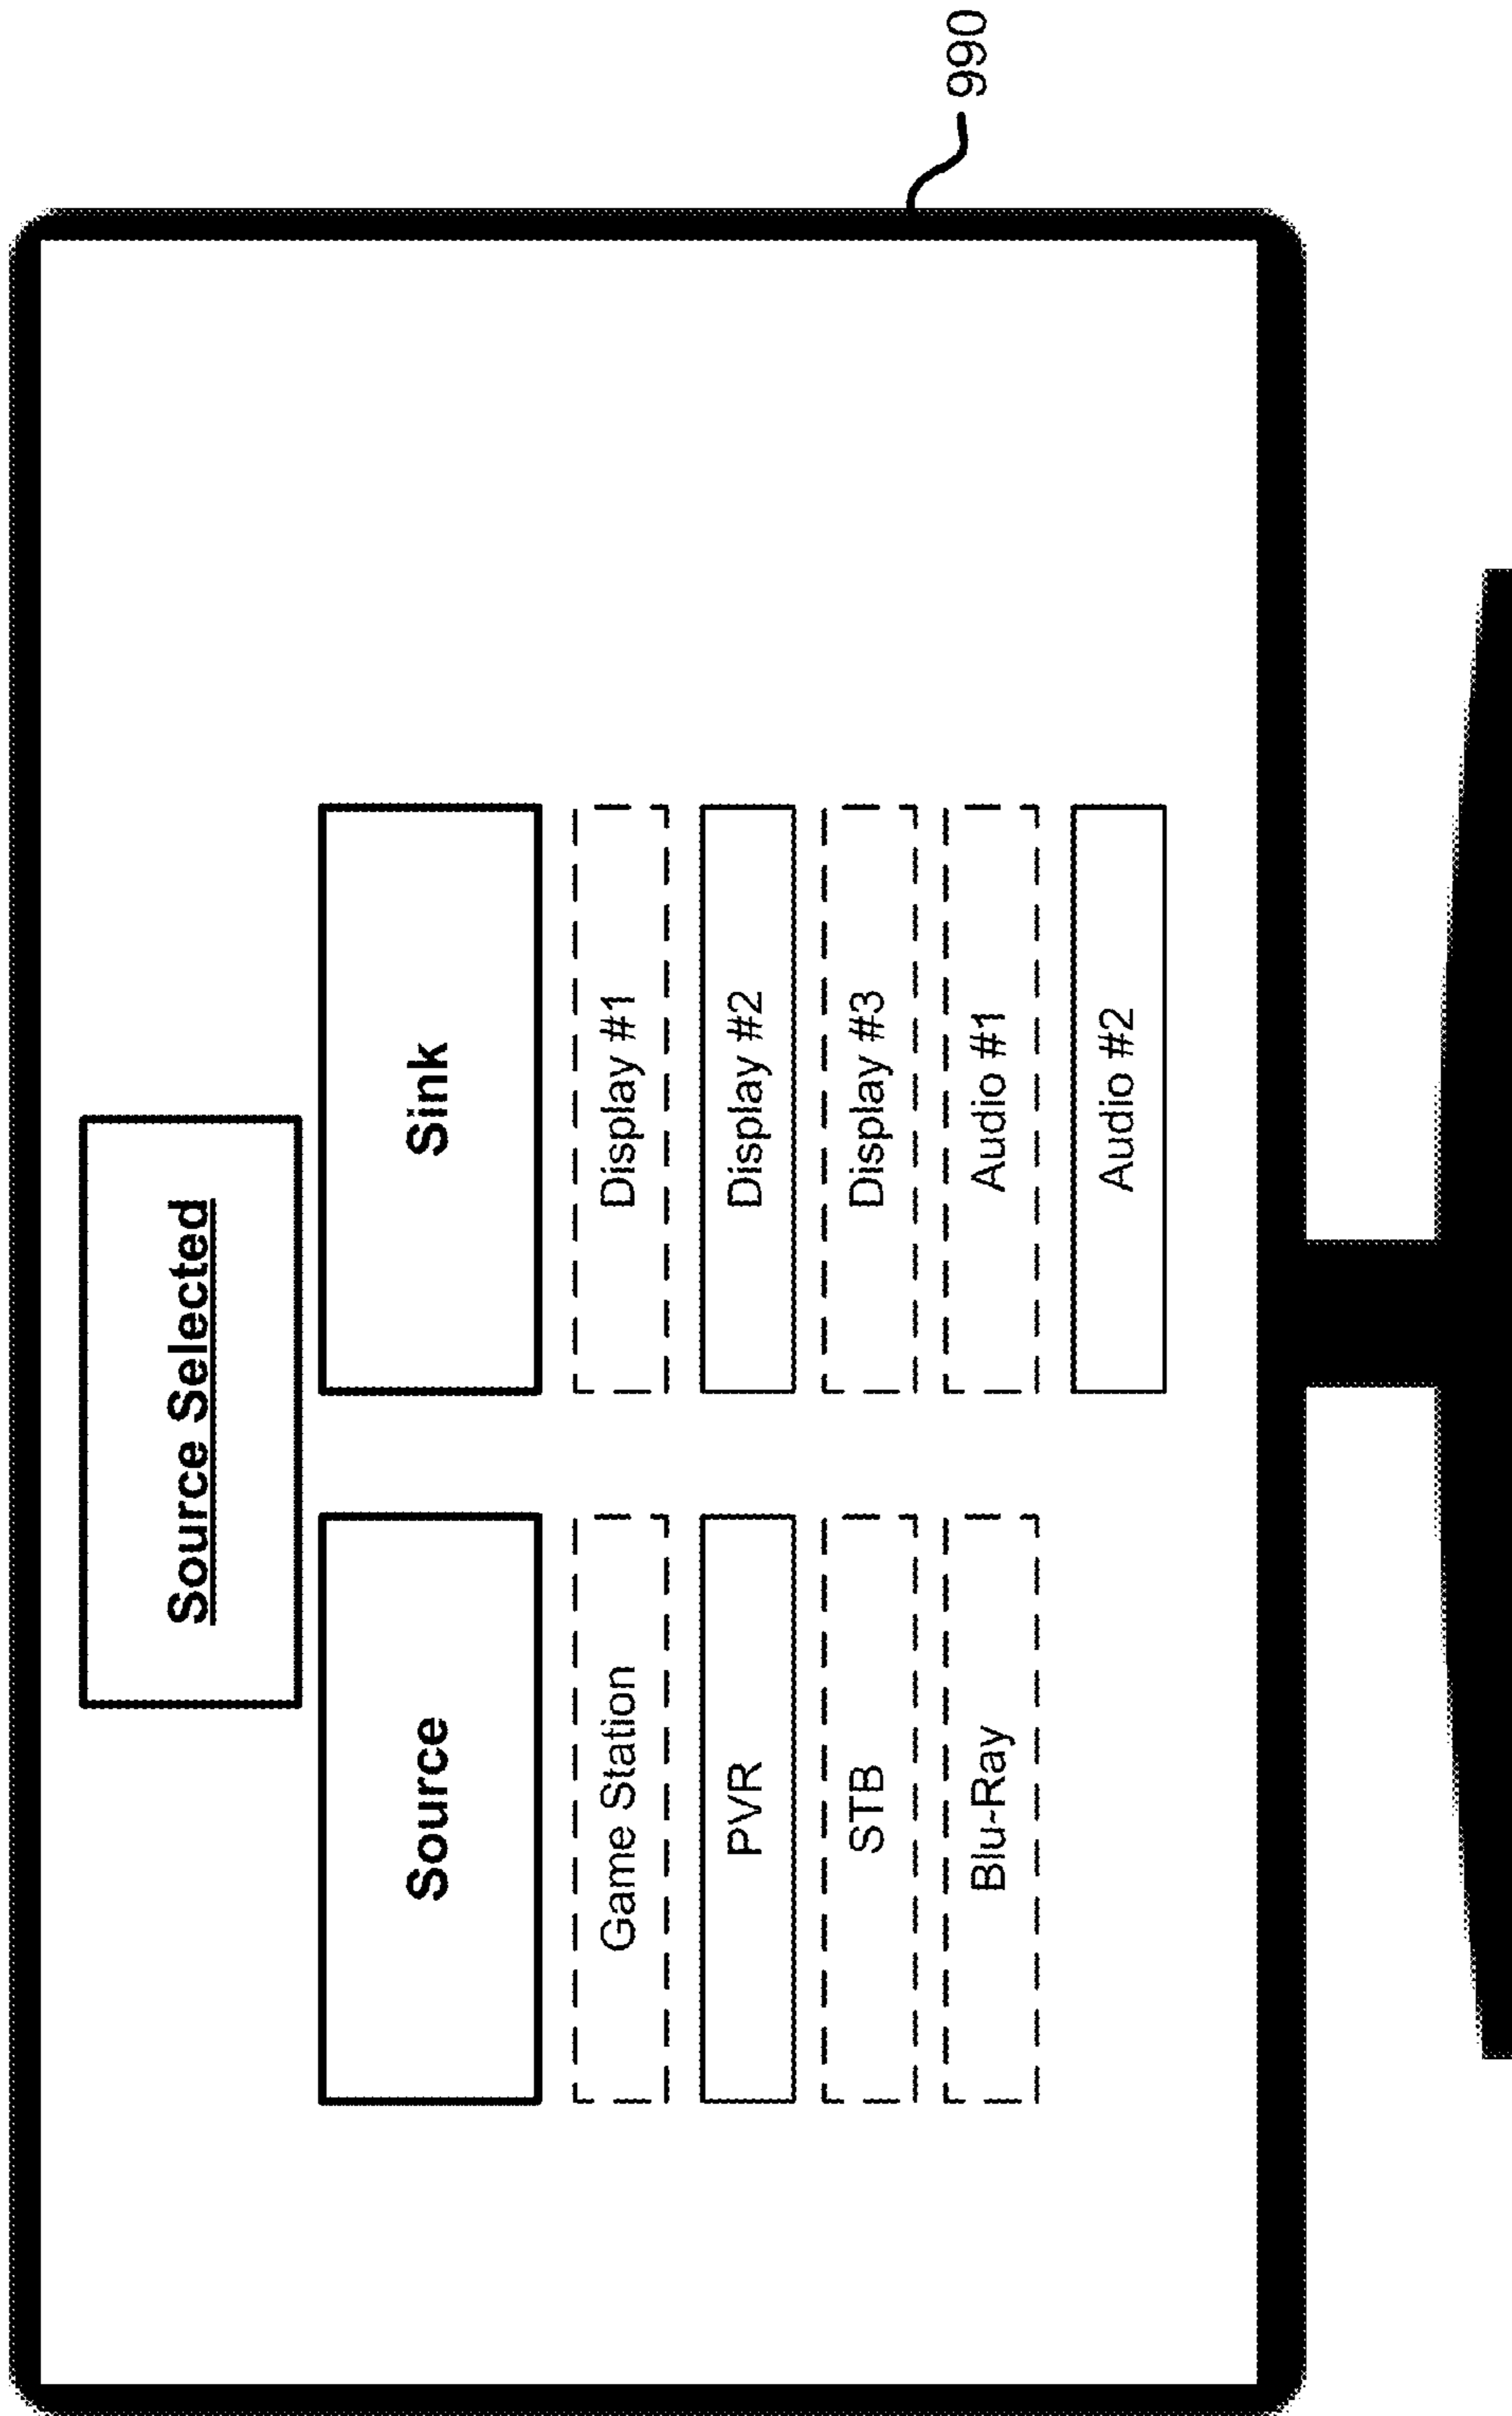 Source Selected
Source
Game Station
PVR
STB
Blu-Ray
Sink
Display #1
Display #2
Display #3
Audio #1
Audio #2
990